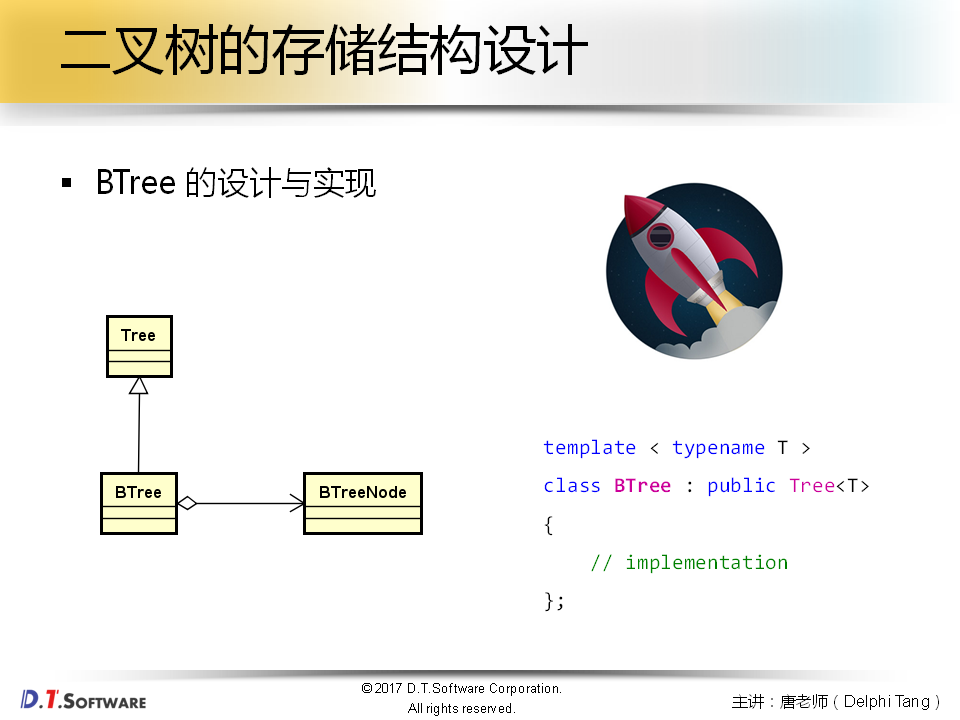 二叉树的存储结构设计
▪ BTree 的设计与实现
Tree
BTree
BTreeNode
template < typename T >
class BTree : public Tree<T>
{
// implementation
};
D.T.SOFTWARE
©2017 D.T.Software Corporation.
All rights reserved.
主讲：唐老师 ( Delphi Tang )